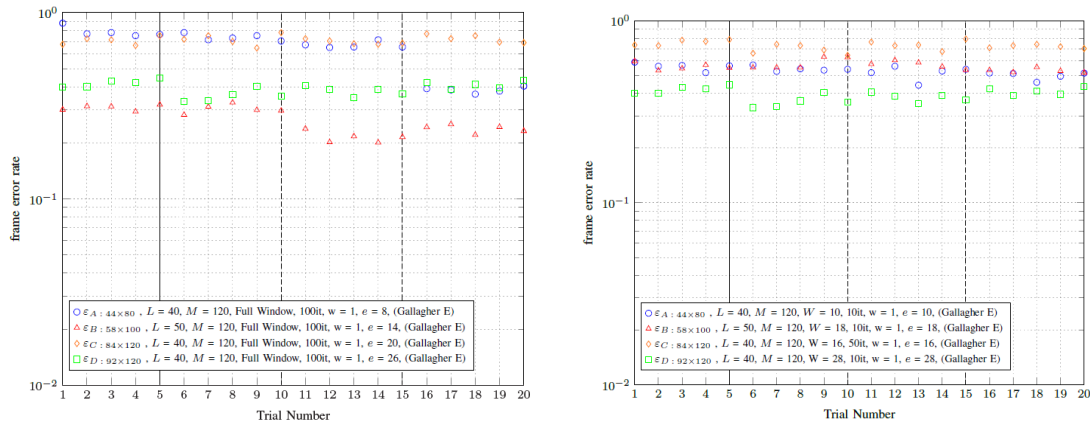 10^0
10^-1
10^-2
frame error rate
ε_A : 44×80 , L = 40, M = 120, Full Window, 100it, w = 1, e = 8, (Gallagher E)
ε_B : 58×100 , L = 50, M = 120, Full Window, 100it, w = 1, e = 14, (Gallagher E)
ε_C : 84×120 , L = 40, M = 120, Full Window, 100it, w = 1, e = 20, (Gallagher E)
ε_D : 92×120 , L = 40, M = 120, Full Window, 100it, w = 1, e = 26, (Gallagher E)
1 2 3 4 5 6 7 8 9 10 11 12 13 14 15 16 17 18 19 20
Trial Number
10^0
10^-1
10^-2
frame error rate
ε_A : 44×80 , L = 40, M = 120, W = 10, 10it, w = 1, e = 10, (Gallagher E)
ε_B : 58×100 , L = 50, M = 120, W = 18, 10it, w = 1, e = 18, (Gallagher E)
ε_C : 84×120 , L = 40, M = 120, W = 16, 50it, w = 1, e = 16, (Gallagher E)
ε_D : 92×120 , L = 40, M = 120, W = 28, 10it, w = 1, e = 28, (Gallagher E)
1 2 3 4 5 6 7 8 9 10 11 12 13 14 15 16 17 18 19 20
Trial Number